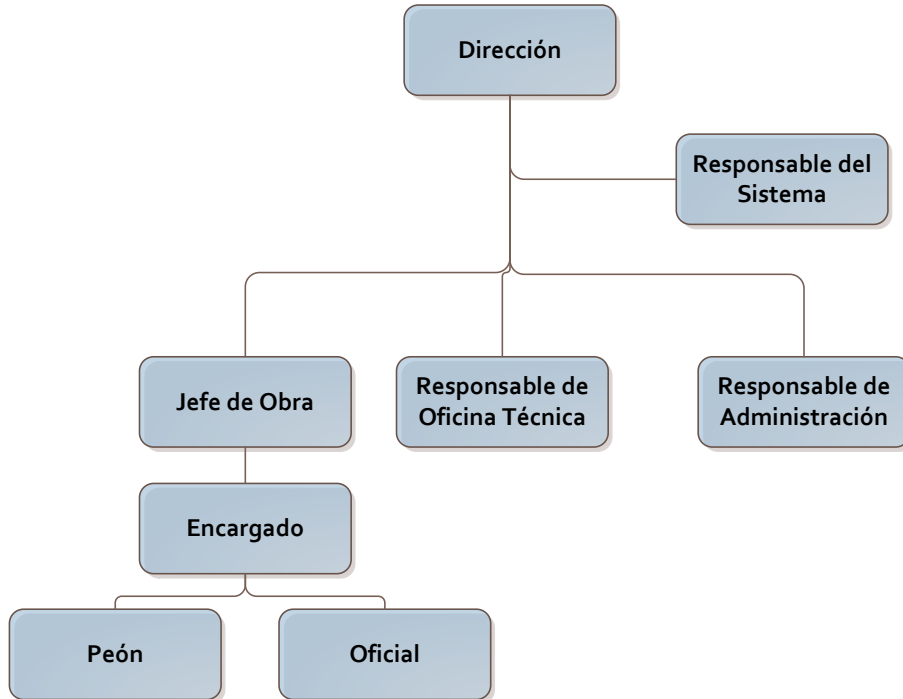 Dirección
Responsable del
Sistema
Jefe de Obra
Responsable de
Oficina Técnica
Responsable de
Administración
Encargado
Peón
Oficial